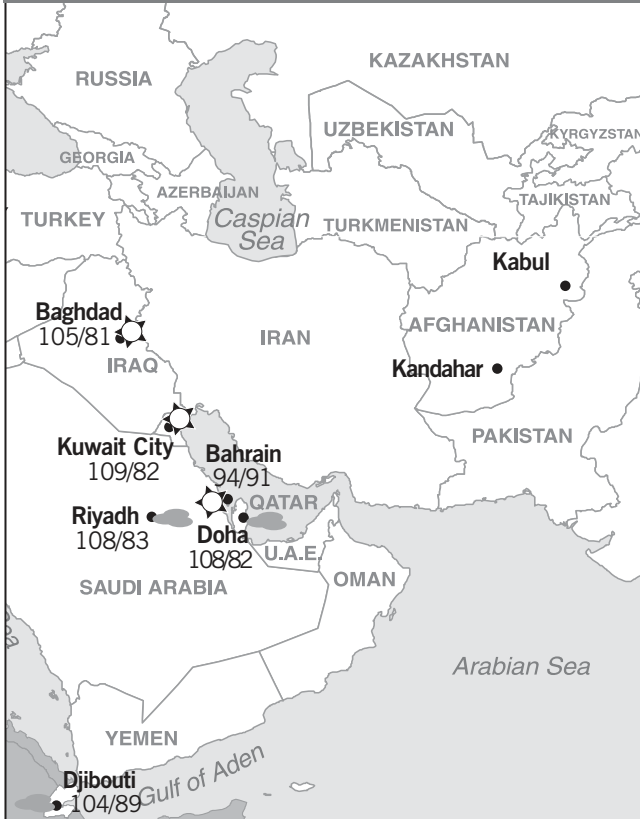 KAZAKHSTAN
RUSSIA
UZBEKISTAN
KYRGYZSTAN
GEORGIA
AZERBAIJAN
TAJIKISTAN
TURKEY
Caspian
Sea
TURKMENISTAN
Kabul
Baghdad
105/81
IRAN
AFGHANISTAN
IRAQ
Kandahar
Kuwait City
109/82
Bahrain
94/91
PAKISTAN
QATAR
Riyadh
108/83
Doha
108/82
U.A.E.
OMAN
SAUDI ARABIA
Arabian Sea
YEMEN
Djibouti
104/89
Gulf of Aden